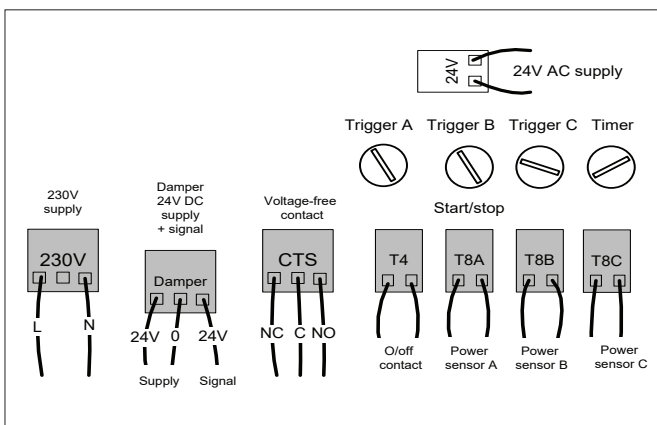 24V
24V AC supply
Trigger A Trigger B Trigger C Timer
230V
supply
Damper
24V DC
supply
+ signal
Voltage-free
contact
Start/stop
230V
Damper
CTS
T4
T8A
T8B
T8C
L N
24V 0 24V
Supply Signal
NC C NO
O/off
contact
Power
sensor A
Power
sensor B
Power
sensor C